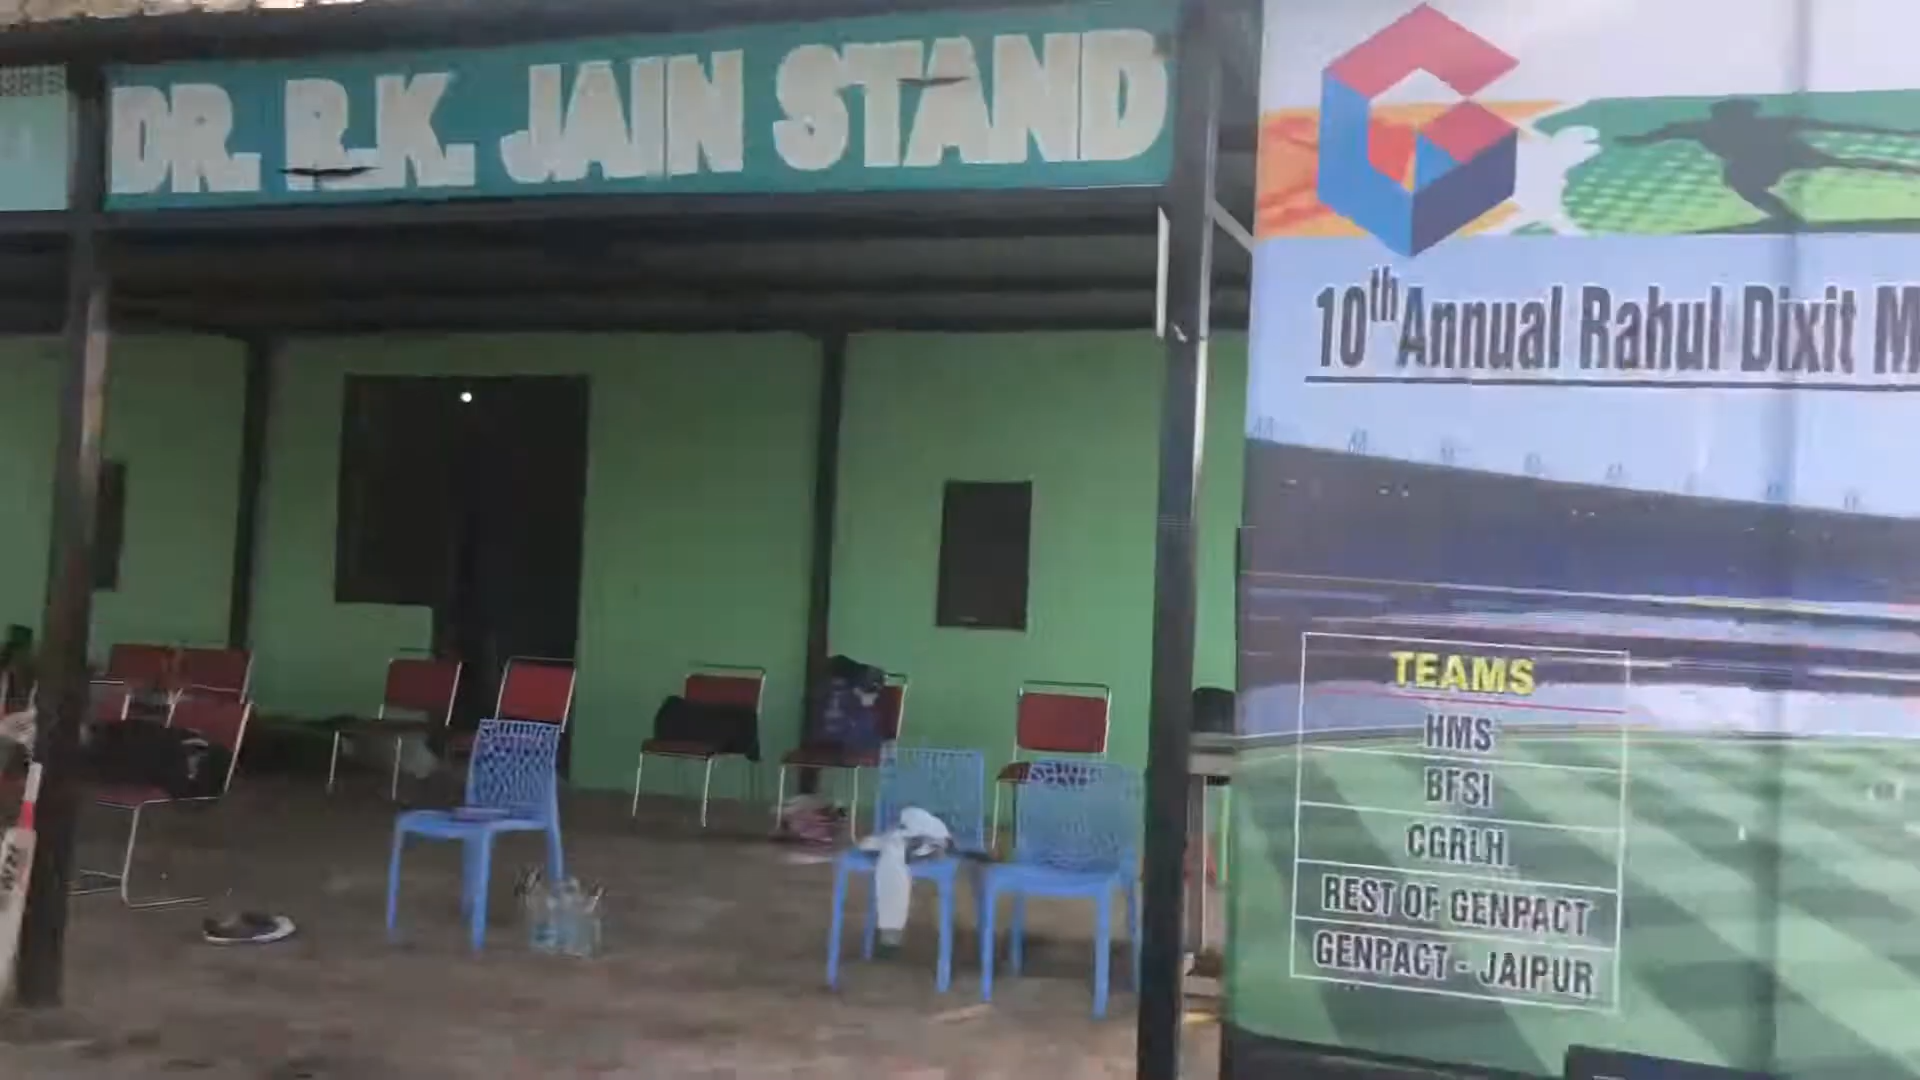 DR. R.K. JAIN STAND
10th Annual Rahul Dixit M
TEAMS
HMS
BFSI
CGRLH
REST OF GENPACT
GENPACT - JAIPUR